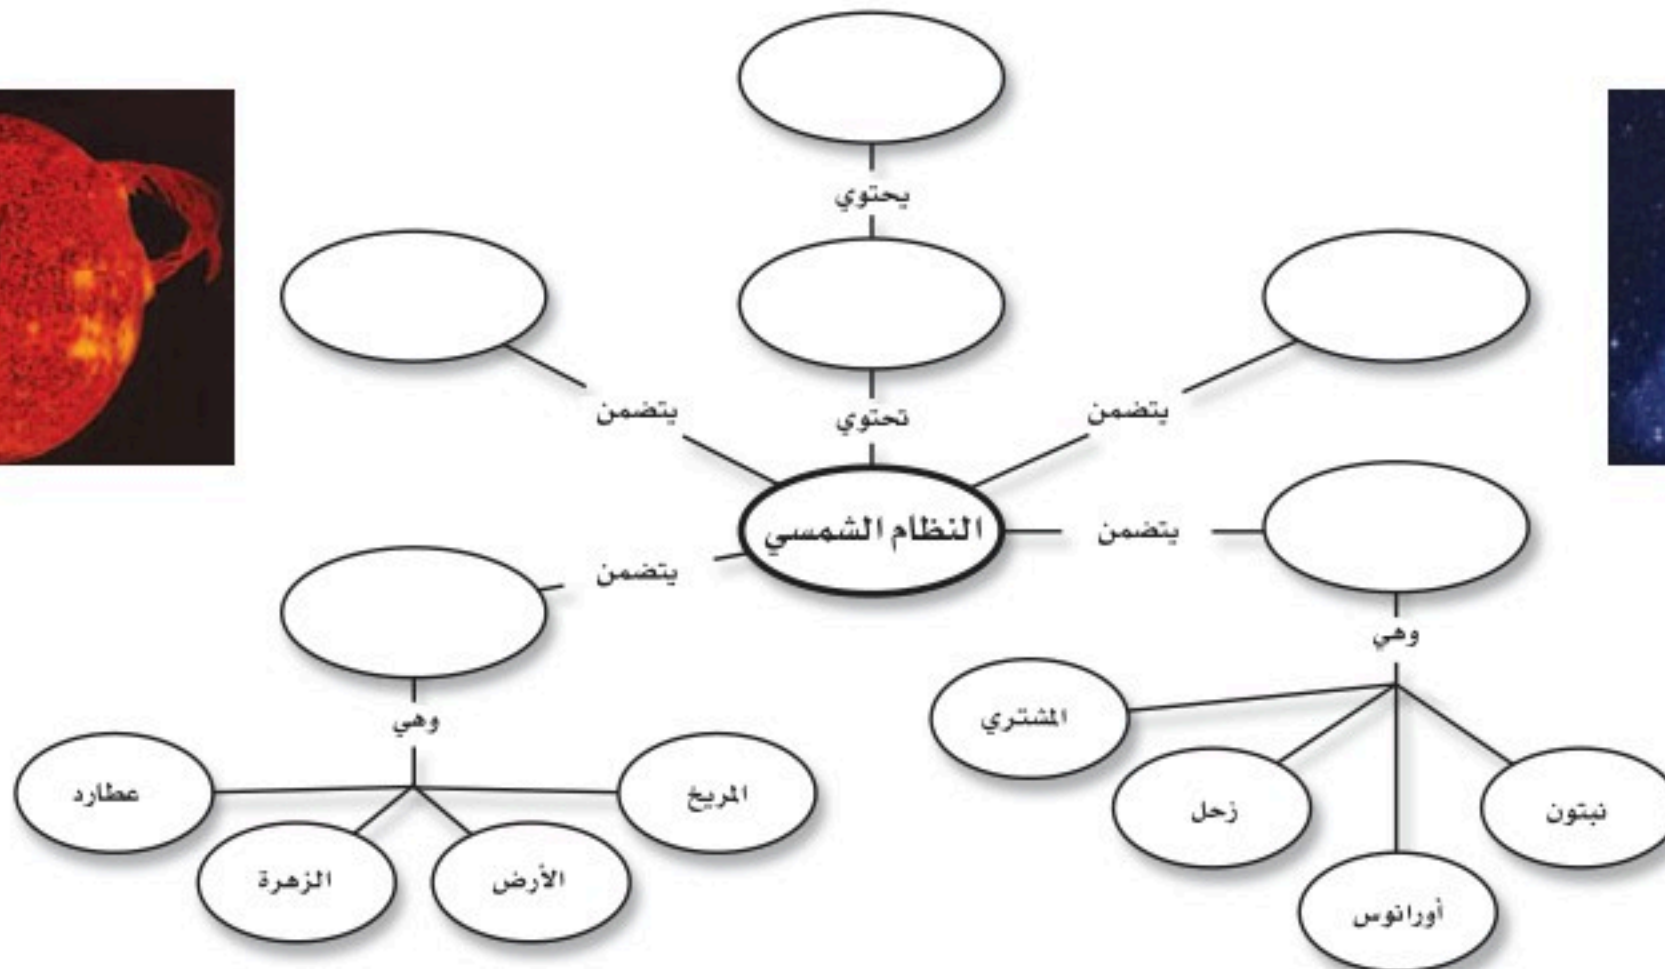 يحتوي
يتضمن
تحتوي
يتضمن
النظام الشمسي
يتضمن
يتضمن
وهي
المشتري
زحل
أورانوس
نبتون
وهي
المريخ
الأرض
الزهرة
عطارد